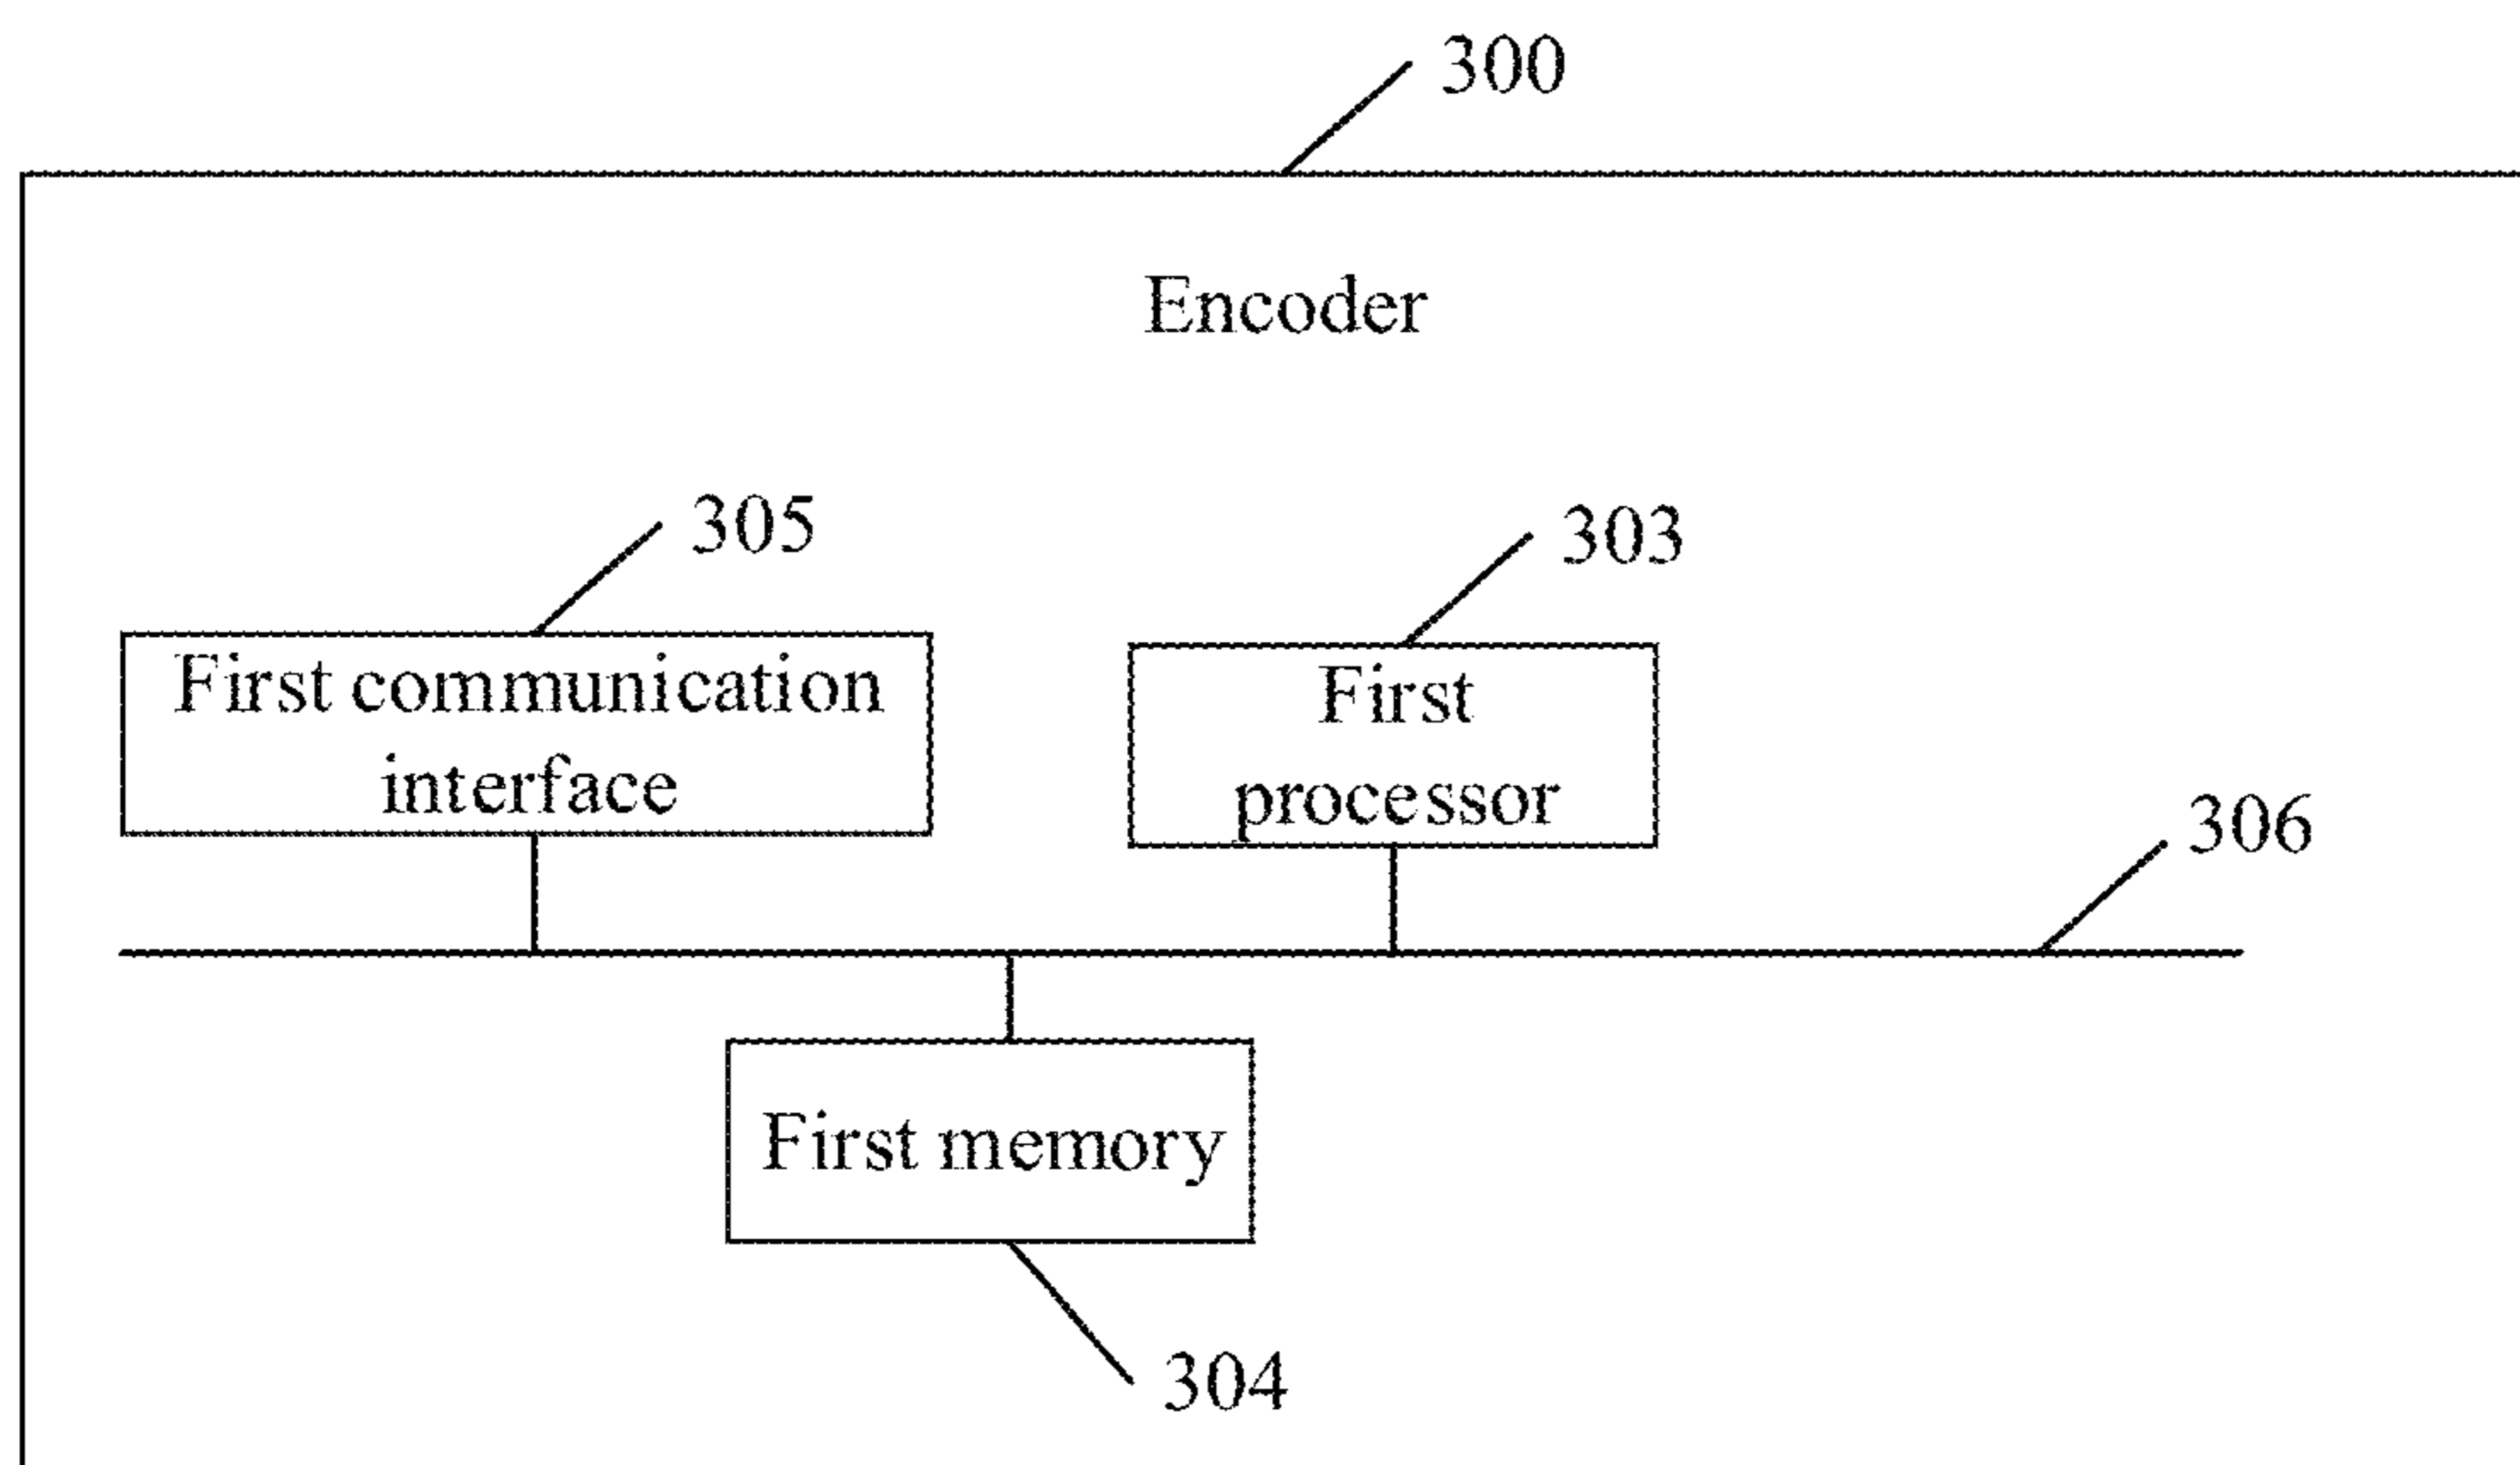 300
Encoder
305
303
First communication
interface
First
processor
306
First memory
304